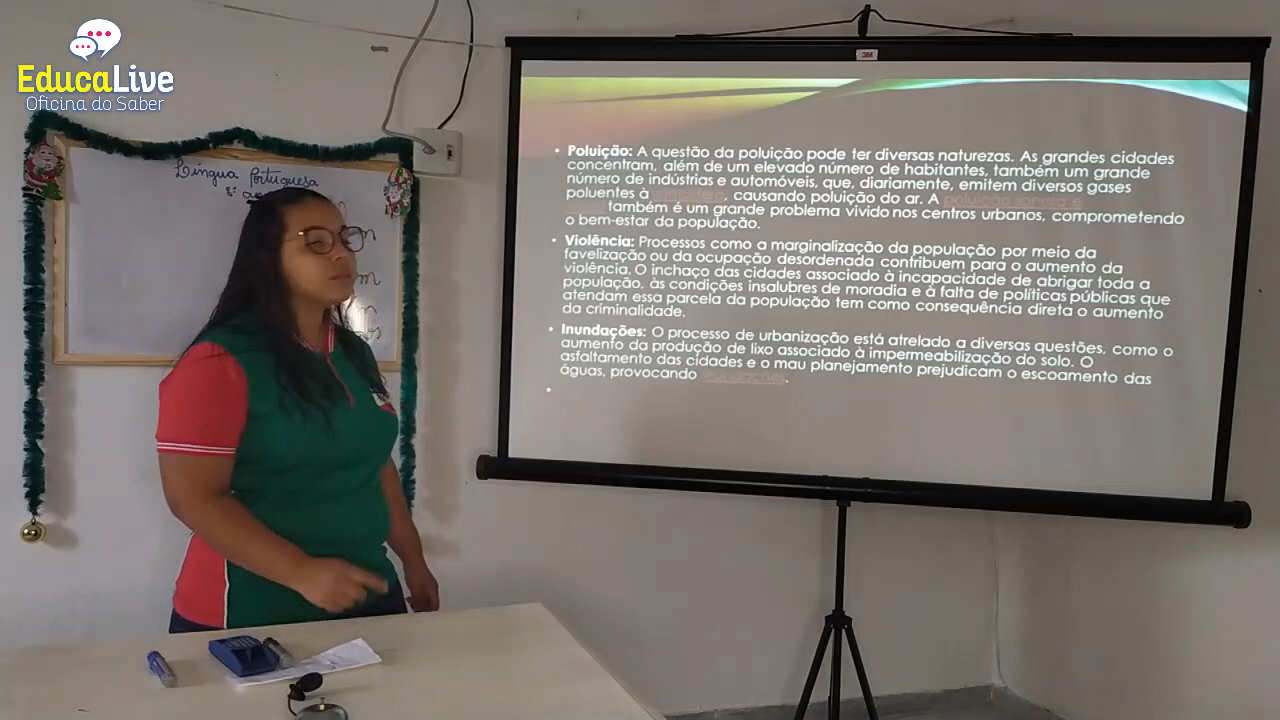 EducaLive
Oficina do Saber
Língua Portuguesa
• Poluição: A questão da poluição pode ter diversas naturezas. As grandes cidades
concentram, além de um elevado número de habitantes, também um grande
número de indústrias e automóveis, que, diariamente, emitem diversos gases
poluentes à atmosfera, causando poluição do ar. A poluição sonora e
também é um grande problema vivido nos centros urbanos, comprometendo
o bem-estar da população.
• Violência: Processos como a marginalização da população por meio da
favelização ou da ocupação desordenada contribuem para o aumento da
violência. O inchaço das cidades associado à incapacidade de abrigar toda a
população, às condições insalubres de moradia e à falta de políticas públicas que
atendam essa parcela da população tem como consequência direta o aumento
da criminalidade.
• Inundações: O processo de urbanização está atrelado a diversas questões, como o
aumento da produção de lixo associado à impermeabilização do solo. O
asfaltamento das cidades e o mau planejamento prejudicam o escoamento das
águas, provocando inundações.